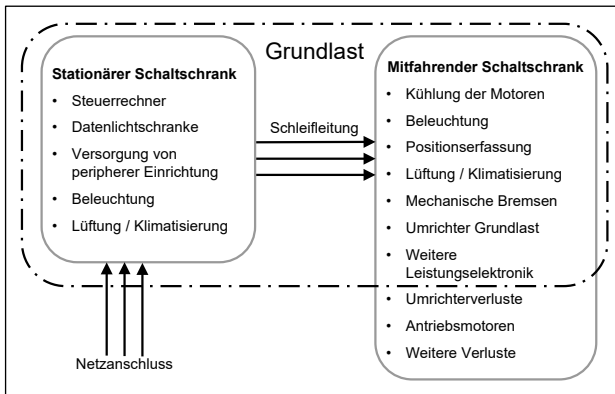 Grundlast
Stationärer Schaltschrank
• Steuerrechner
• Datenlichtschranke
• Versorgung von
peripherer Einrichtung
• Beleuchtung
• Lüftung / Klimatisierung
Schleifleitung
Mitfahrender Schaltschrank
• Kühlung der Motoren
• Beleuchtung
• Positionserfassung
• Lüftung / Klimatisierung
• Mechanische Bremsen
• Umrichter Grundlast
• Weitere
Leistungselektronik
• Umrichterverluste
• Antriebsmotoren
• Weitere Verluste
Netzanschluss